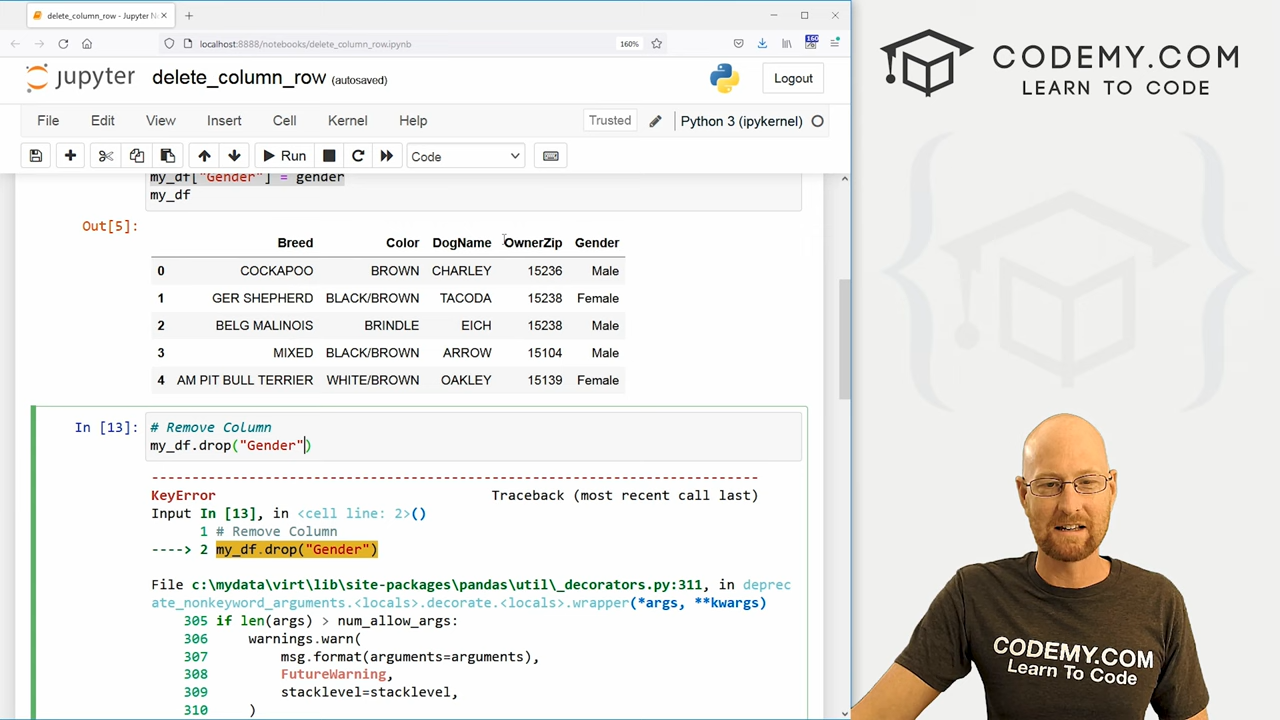 delete_column_row - Jupyter N
localhost:8888/notebooks/delete_column_row.ipynb
160%
160
jupyter delete_column_row (autosaved)
Logout
File Edit View Insert Cell Kernel Help
Trusted
Python 3 (ipykernel)
Run
Code
my_df["Gender"] = gender
my_df
Out[5]:
Breed Color DogName OwnerZip Gender
0 COCKAPOO BROWN CHARLEY 15236 Male
1 GER SHEPHERD BLACK/BROWN TACODA 15238 Female
2 BELG MALINOIS BRINDLE EICH 15238 Male
3 MIXED BLACK/BROWN ARROW 15104 Male
4 AM PIT BULL TERRIER WHITE/BROWN OAKLEY 15139 Female
In [13]:
# Remove Column
my_df.drop("Gender")
---------------------------------------------------------------------------
KeyError Traceback (most recent call last)
Input In [13], in <cell line: 2>()
1 # Remove Column
----> 2 my_df.drop("Gender")
File c:\mydata\virt\lib\site-packages\pandas\util\_decorators.py:311, in deprec
ate_nonkeyword_arguments.<locals>.decorate.<locals>.wrapper(*args, **kwargs)
305 if len(args) > num_allow_args:
306 warnings.warn(
307 msg.format(arguments=arguments),
308 FutureWarning,
309 stacklevel=stacklevel,
310 )
CODEMY.COM
LEARN TO CODE
CODEMY.COM
Learn To Code